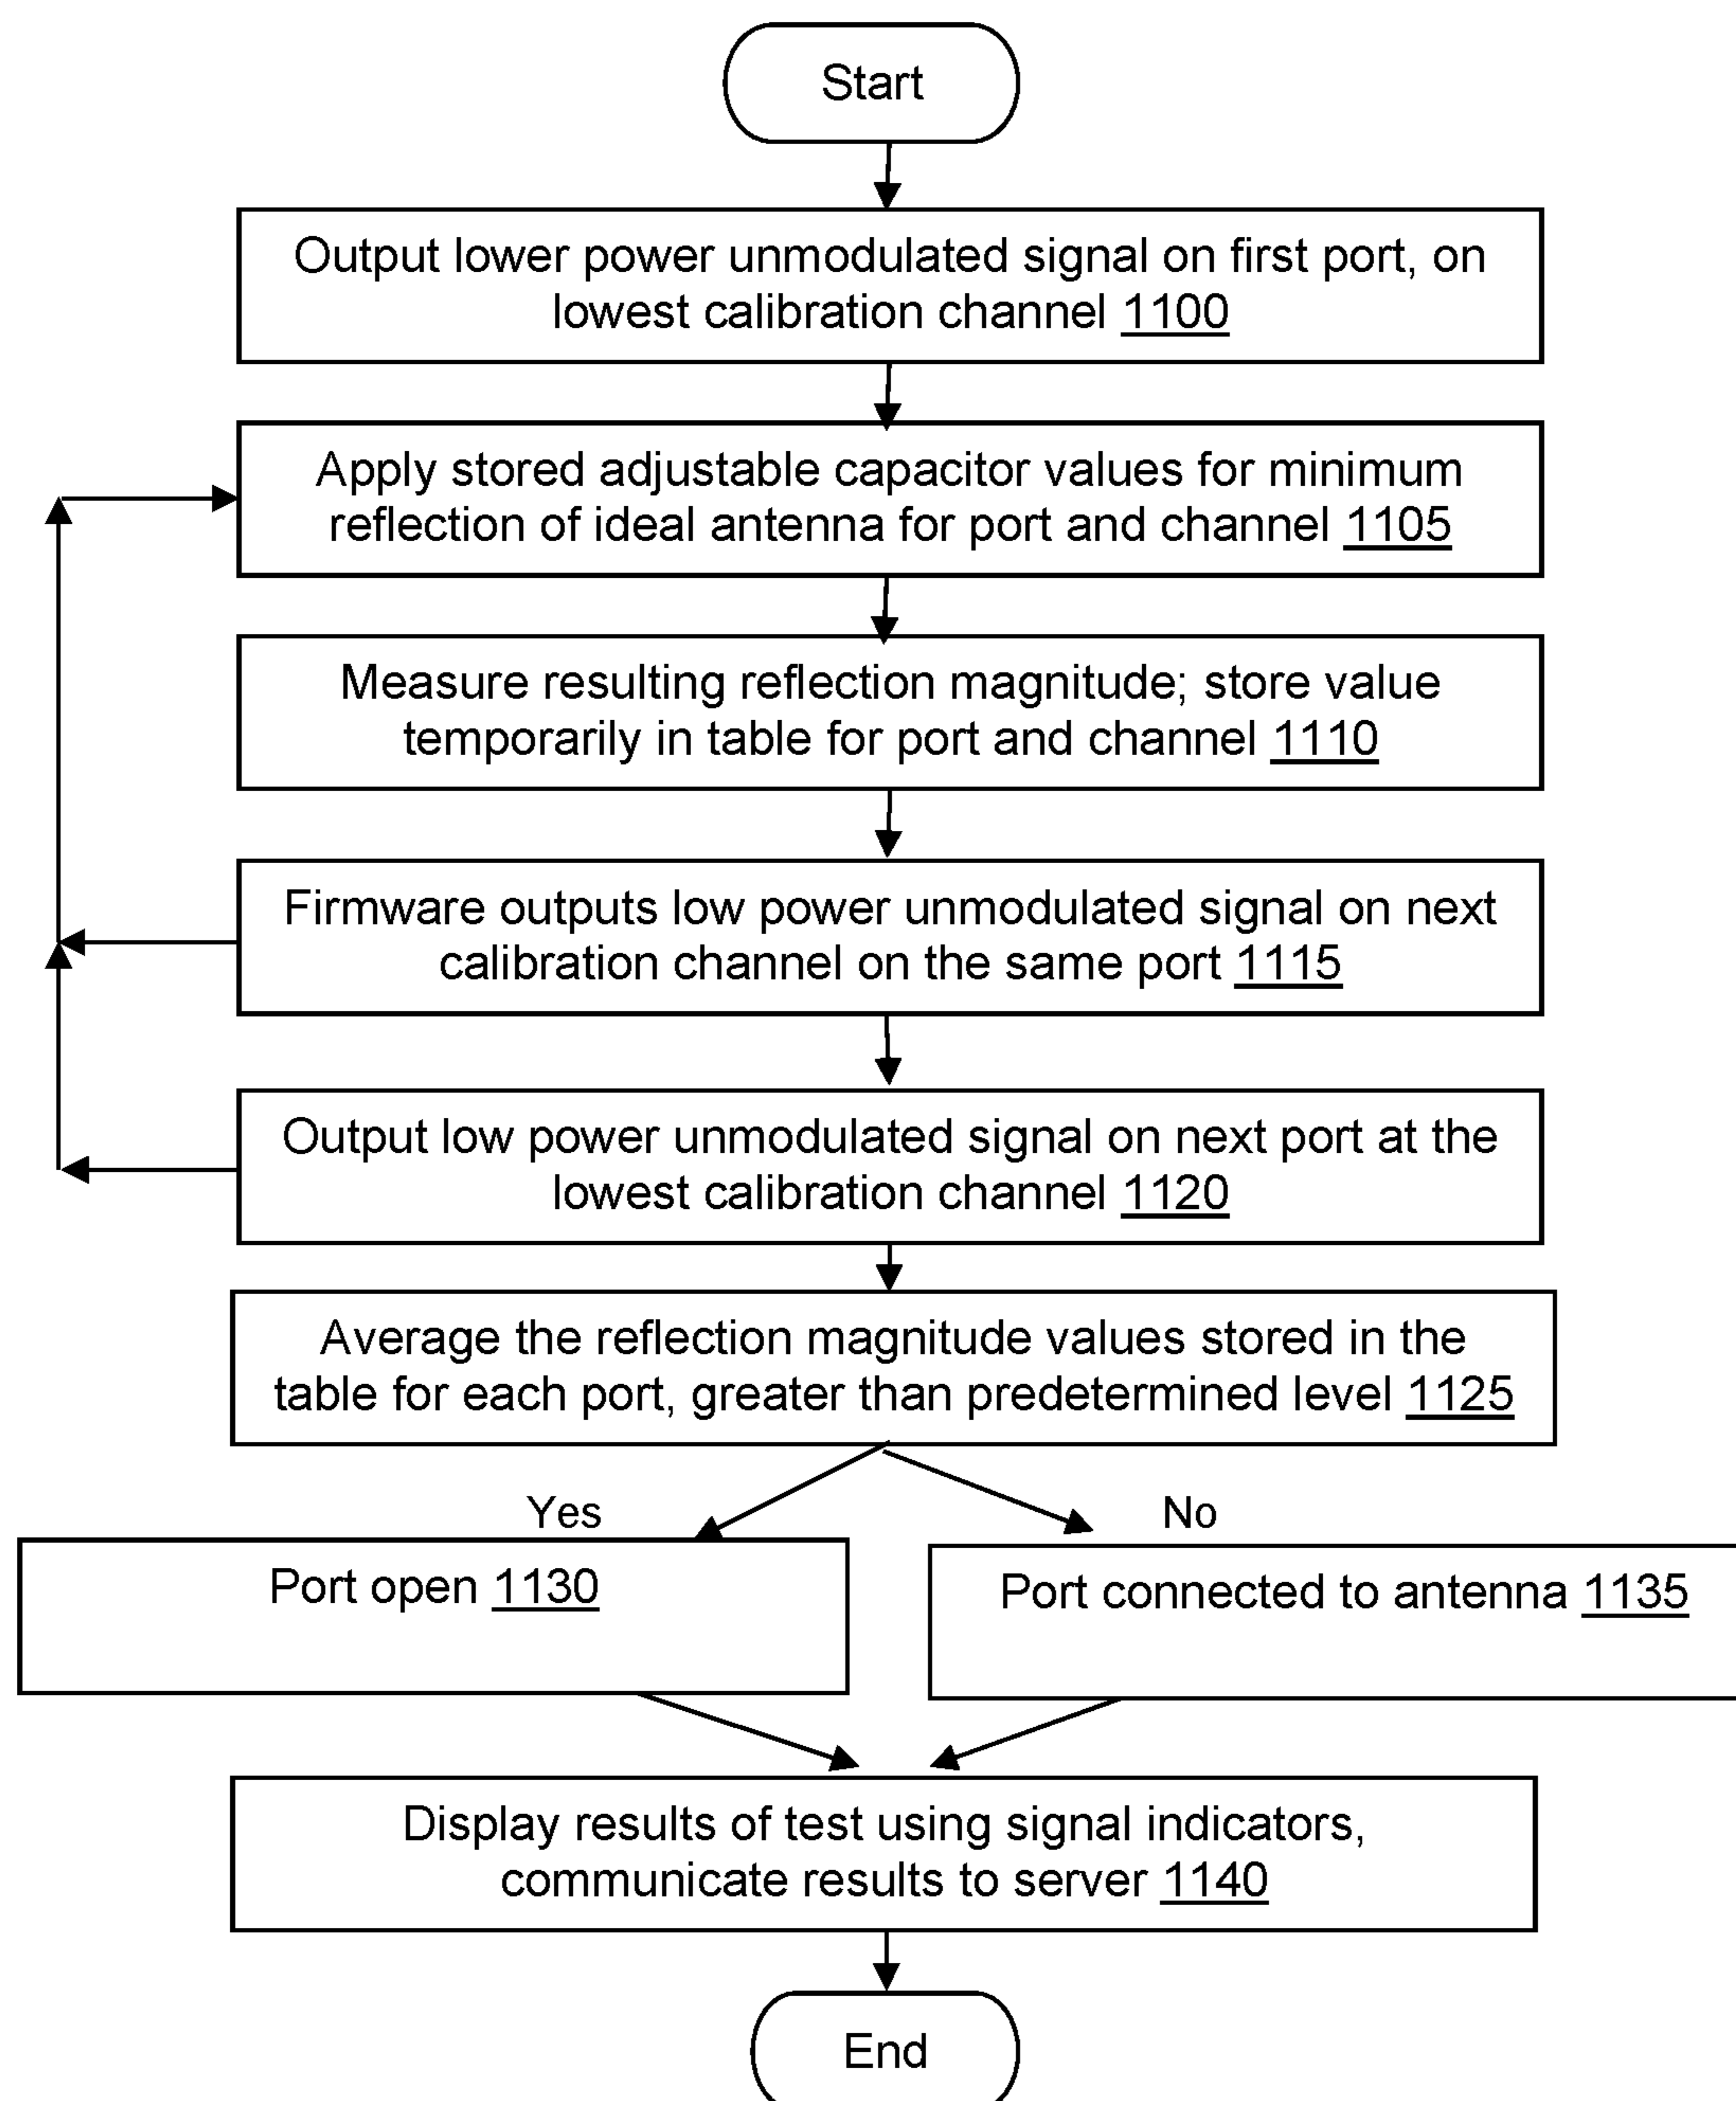 Start
Output lower power unmodulated signal on first port, on
lowest calibration channel 1100
Apply stored adjustable capacitor values for minimum
reflection of ideal antenna for port and channel 1105
Measure resulting reflection magnitude; store value
temporarily in table for port and channel 1110
Firmware outputs low power unmodulated signal on next
calibration channel on the same port 1115
Output low power unmodulated signal on next port at the
lowest calibration channel 1120
Average the reflection magnitude values stored in the
table for each port, greater than predetermined level 1125
Yes
No
Port open 1130
Port connected to antenna 1135
Display results of test using signal indicators,
communicate results to server 1140
End